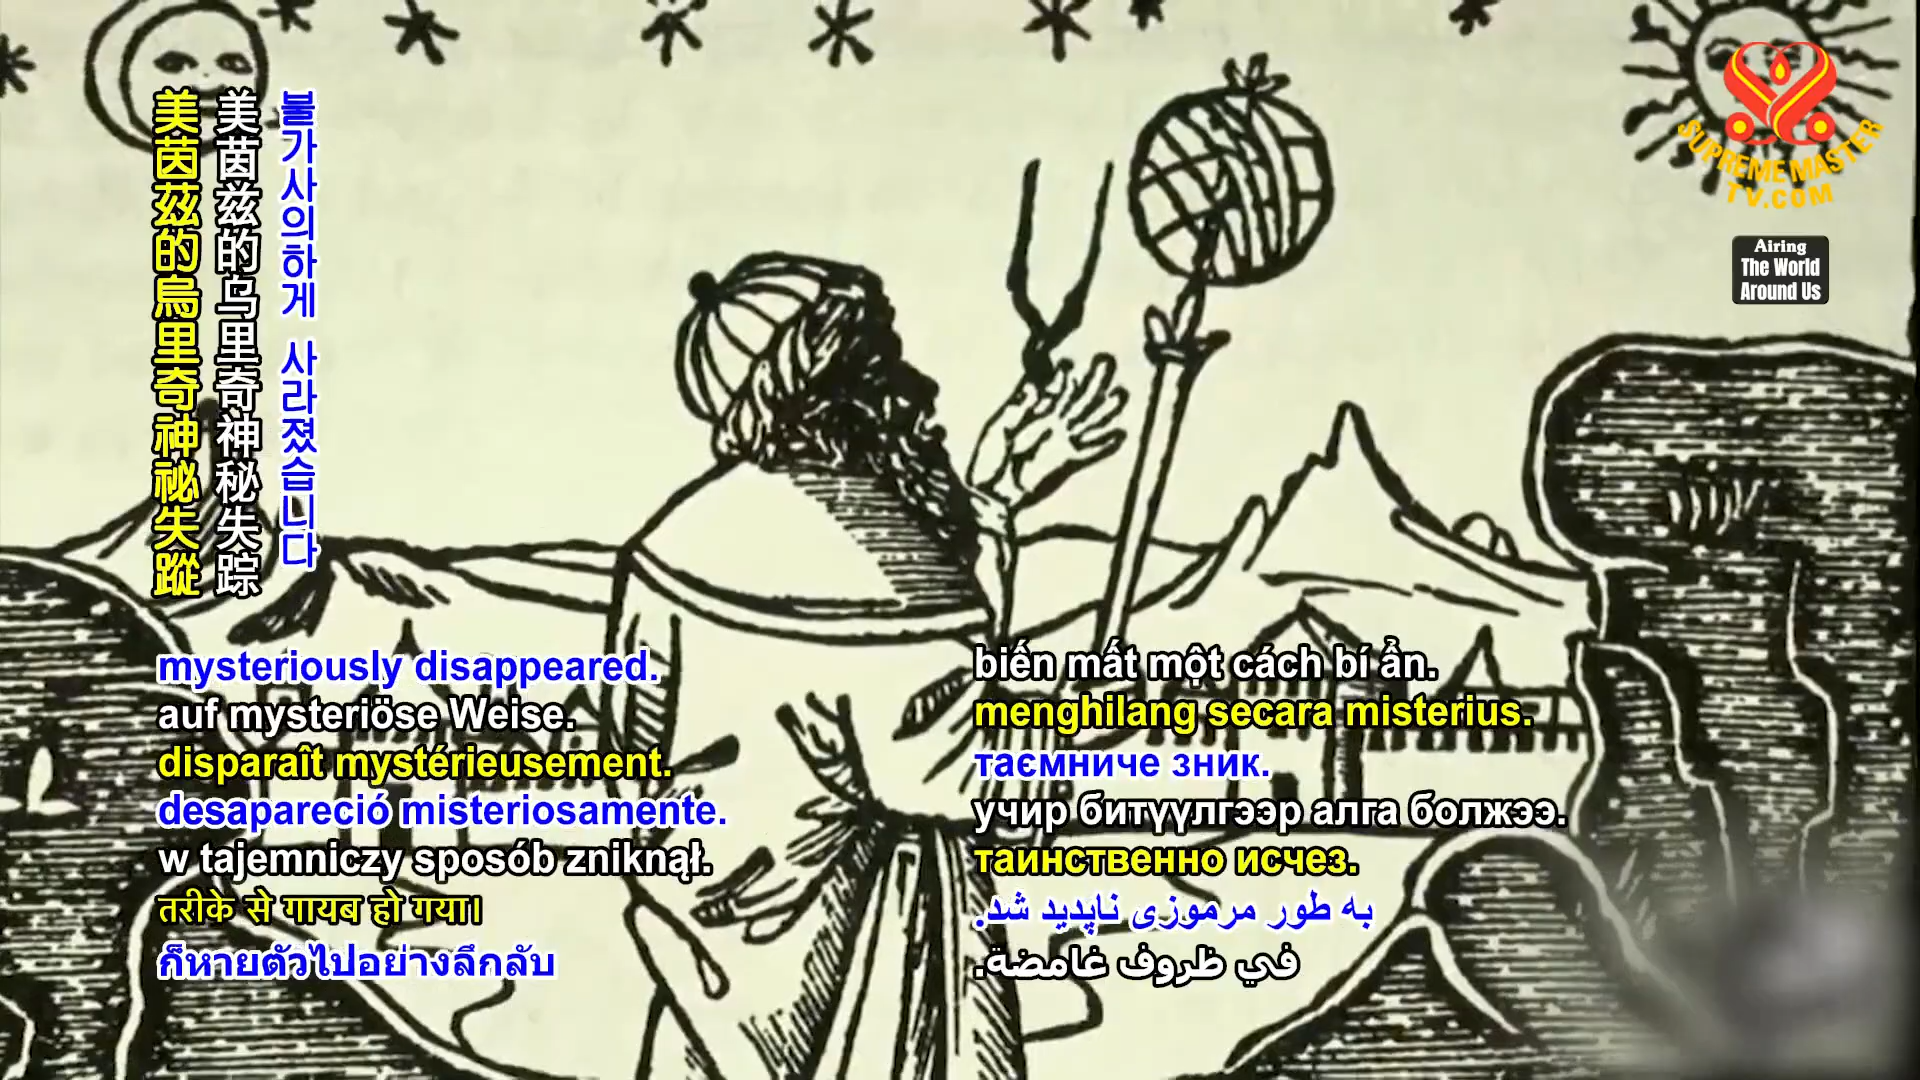 美茵茲的烏里奇神祕失蹤
美茵兹的乌里奇神秘失踪
불가사의하게 사라졌습니다
SUPREME MASTER
TV.COM
Airing
The World
Around Us
mysteriously disappeared.
auf mysteriöse Weise.
disparaît mystérieusement.
desapareció misteriosamente.
w tajemniczy sposób zniknął.
तरीके से गायब हो गया।
ก็หายตัวไปอย่างลึกลับ
biến mất một cách bí ẩn.
menghilang secara misterius.
таємниче зник.
учир битүүлгээр алга болжээ.
таинственно исчез.
به طور مرموزی ناپدید شد.
في ظروف غامضة.